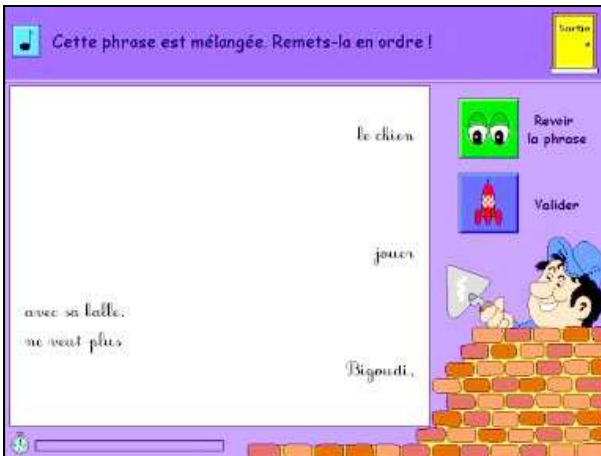 Cette phrase est mélangée. Remets-la en ordre !
Sortie
le chien
Revoir
la phrase
Valider
jouer
avec sa balle.
ne veut plus
Bigoudi,